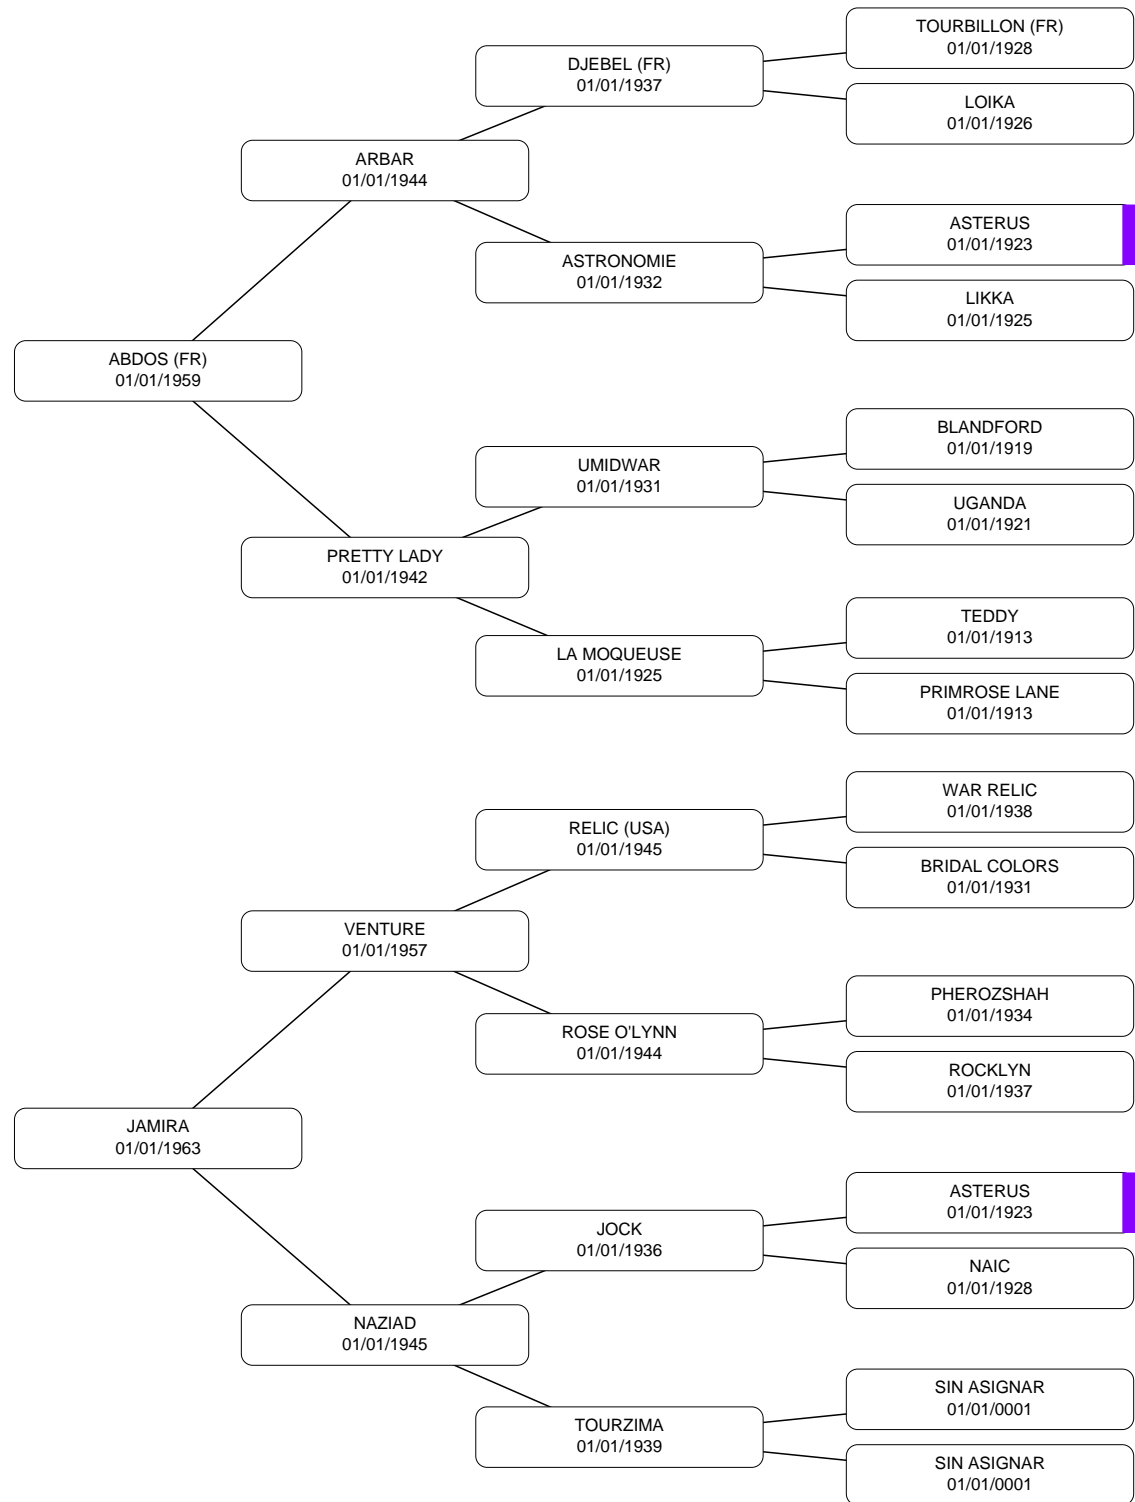 TOURBILLON (FR)
01/01/1928
DJEBEL (FR)
01/01/1937
LOIKA
01/01/1926
ARBAR
01/01/1944
ASTERUS
01/01/1923
ASTRONOMIE
01/01/1932
LIKKA
01/01/1925
ABDOS (FR)
01/01/1959
BLANDFORD
01/01/1919
UMIDWAR
01/01/1931
UGANDA
01/01/1921
PRETTY LADY
01/01/1942
TEDDY
01/01/1913
LA MOQUEUSE
01/01/1925
PRIMROSE LANE
01/01/1913
WAR RELIC
01/01/1938
RELIC (USA)
01/01/1945
BRIDAL COLORS
01/01/1931
VENTURE
01/01/1957
PHEROZSHAH
01/01/1934
ROSE O'LYNN
01/01/1944
ROCKLYN
01/01/1937
JAMIRA
01/01/1963
ASTERUS
01/01/1923
JOCK
01/01/1936
NAIC
01/01/1928
NAZIAD
01/01/1945
SIN ASIGNAR
01/01/0001
TOURZIMA
01/01/1939
SIN ASIGNAR
01/01/0001